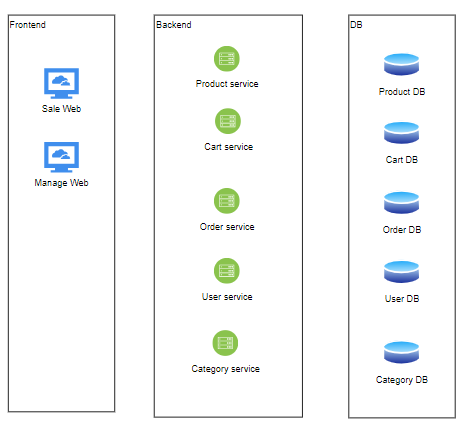 Frontend
Sale Web
Manage Web
Backend
Product service
Cart service
Order service
User service
Category service
DB
Product DB
Cart DB
Order DB
User DB
Category DB